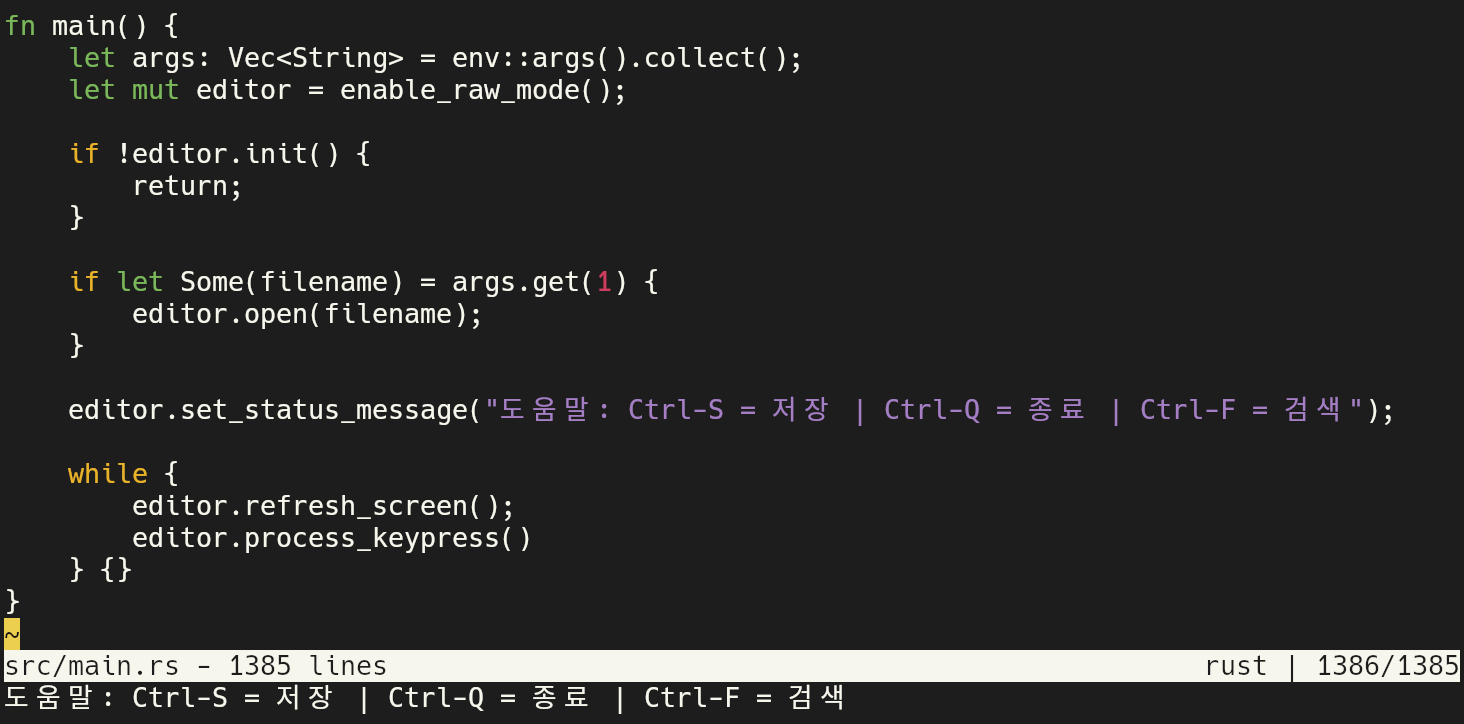 fn main() {
    let args: Vec<String> = env::args().collect();
    let mut editor = enable_raw_mode();

    if !editor.init() {
        return;
    }

    if let Some(filename) = args.get(1) {
        editor.open(filename);
    }

    editor.set_status_message("도움말: Ctrl-S = 저장 | Ctrl-Q = 종료 | Ctrl-F = 검색");

    while {
        editor.refresh_screen();
        editor.process_keypress()
    } {}
}
~
src/main.rs - 1385 lines rust | 1386/1385
도움말: Ctrl-S = 저장 | Ctrl-Q = 종료 | Ctrl-F = 검색